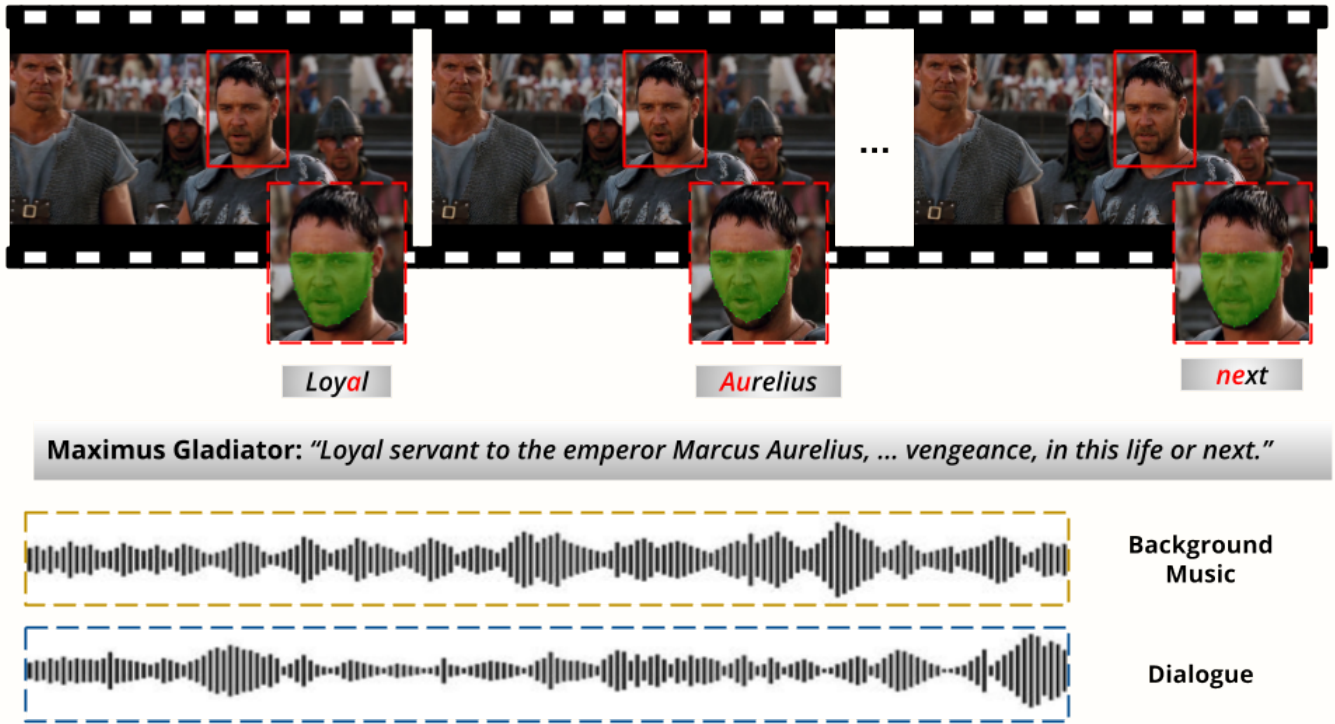 ...
Loyal
Aurelius
next
Maximus Gladiator: “Loyal servant to the emperor Marcus Aurelius, ... vengeance, in this life or next.”
Background
Music
Dialogue